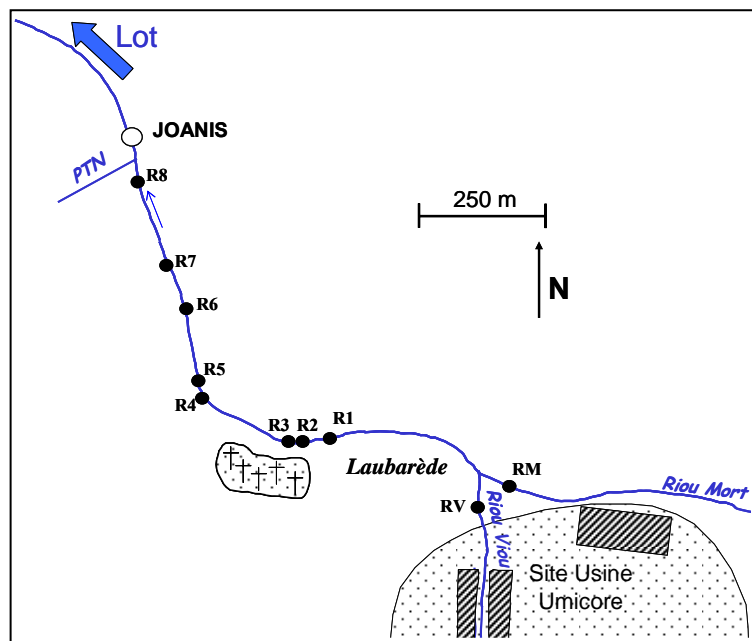 Lot
JOANIS
PTN
R8
250 m
R7
N
R6
R5
R4
R3 R2 R1
Laubarède
RM
Riou Mort
RV
Riou Viou
Site Usine
Umicore